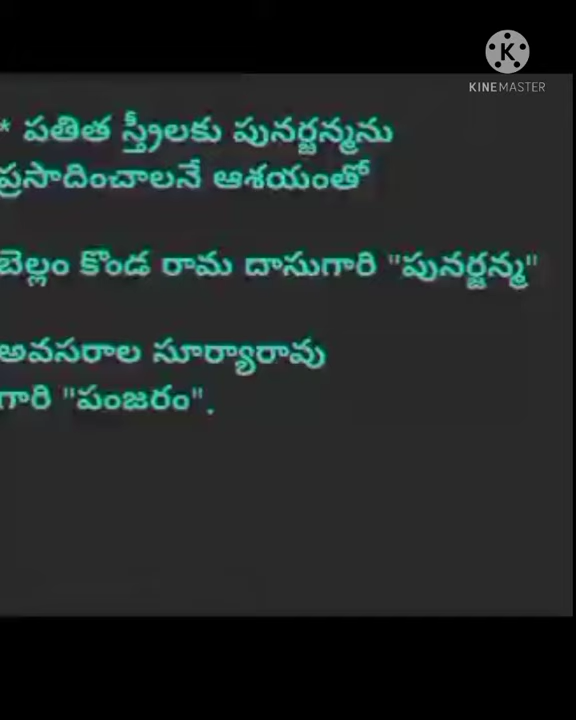 K
KINEMASTER
* పతిత స్త్రీలకు పునర్జన్మను
ప్రసాదించాలనే ఆశయంతో
బెల్లం కొండ రామ దాసుగారి "పునర్జన్మ"
అవసరాల సూర్యారావు
గారి "పంజరం".